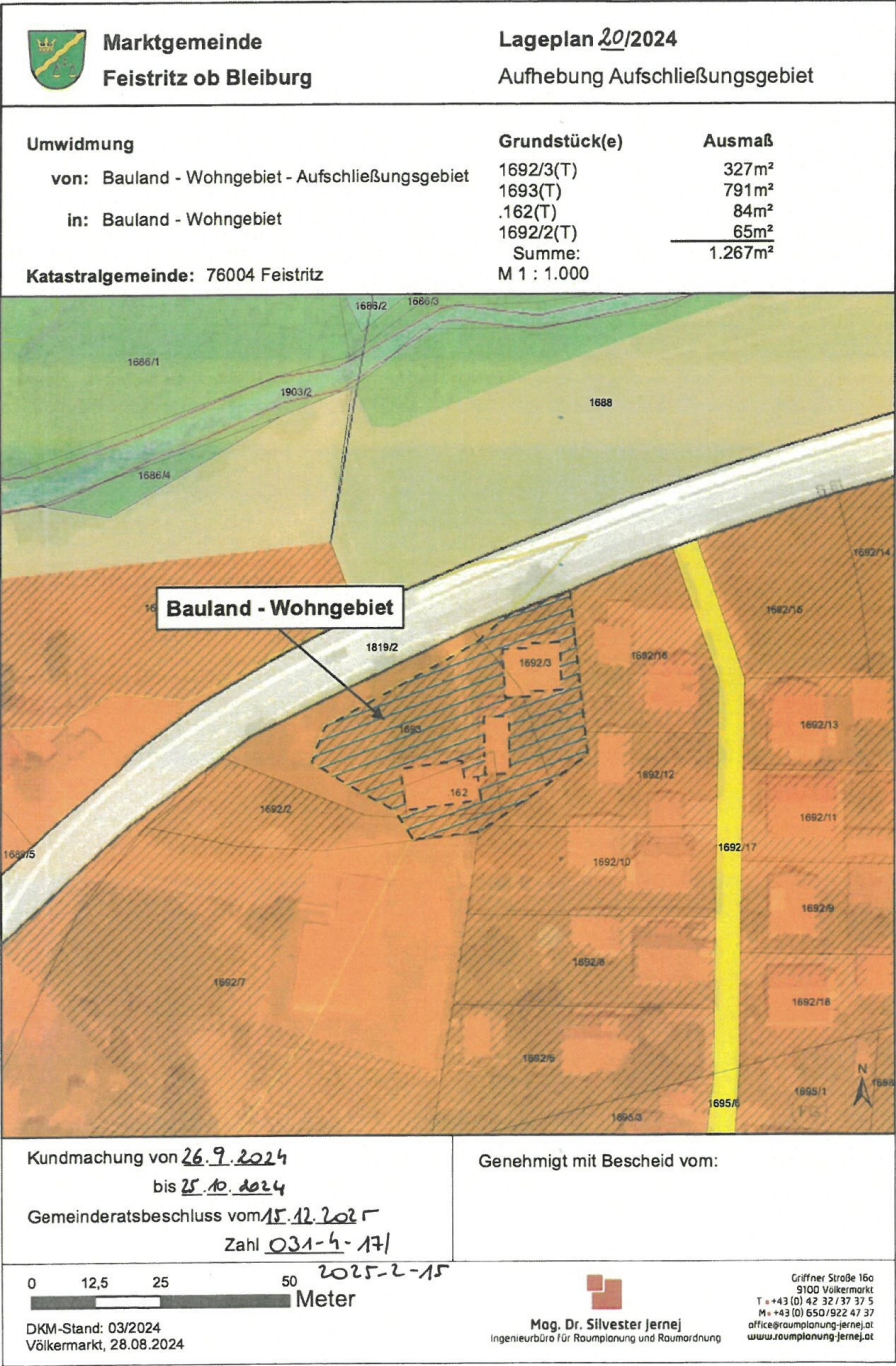 Marktgemeinde
Feistritz ob Bleiburg
Lageplan 20/2024
Aufhebung Aufschließungsgebiet
Umwidmung
von: Bauland - Wohngebiet - Aufschließungsgebiet
in: Bauland - Wohngebiet
Katastralgemeinde: 76004 Feistritz
Grundstück(e) Ausmaß
1692/3(T) 327m²
1693(T) 791m²
.162(T) 84m²
1692/2(T) 65m²
Summe: 1.267m²
M 1 : 1.000
1686/2
1686/3
1686/1
1903/2
1688
1686/4
1692/14
Bauland - Wohngebiet
1692/15
1819/2
1692/16
1692/3
1693
1692/13
1692/12
.162
1692/2
1692/11
1692/17
1692/10
1692/9
1692/7
1692/18
1695/1
1695/6
1695/3
N
Kundmachung von 26.9.2024
bis 25.10.2024
Gemeinderatsbeschluss vom 15.12.2025
Zahl 031-4-17/
2025-2-15
Genehmigt mit Bescheid vom:
0 12,5 25 50
Meter
DKM-Stand: 03/2024
Völkermarkt, 28.08.2024
Mag. Dr. Silvester Jernej
Ingenieurbüro für Raumplanung und Raumordnung
Griffner Straße 16a
9100 Völkermarkt
T +43 (0) 42 32 / 37 37 5
M +43 (0) 650 / 922 47 37
office@raumplanung-jernej.at
www.raumplanung-jernej.at